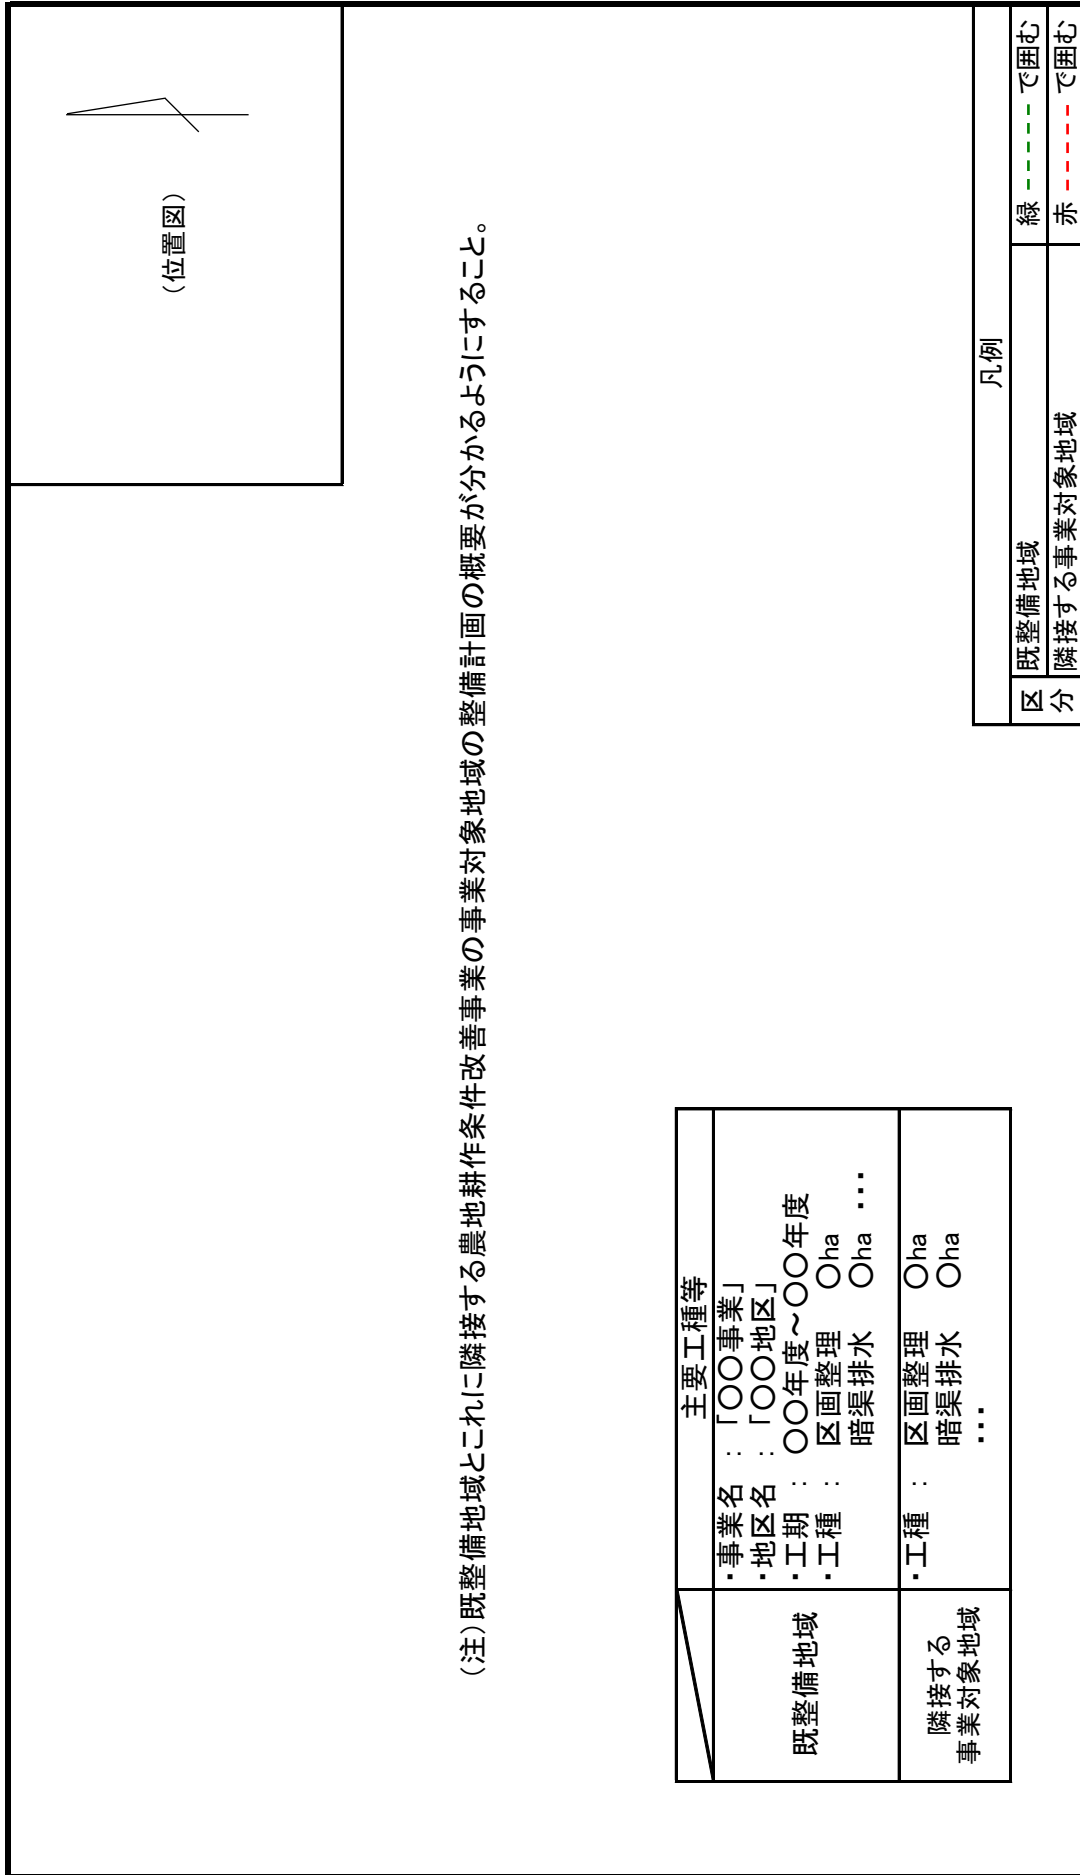 (位置図)
(注)既整備地域とこれに隣接する農地耕作条件改善事業の事業対象地域の整備計画の概要が分かるようにすること。
主要工種等
既整備地域
・事業名 : 「〇〇事業」
・地区名 : 「〇〇地区」
・工期 : 〇〇年度~〇〇年度
・工種 : 区画整理 〇ha
暗渠排水 〇ha ・・・
隣接する
事業対象地域
・工種 : 区画整理 〇ha
暗渠排水 〇ha
・・・
凡例
区分
既整備地域 緑 ----- で囲む
隣接する事業対象地域 赤 ----- で囲む